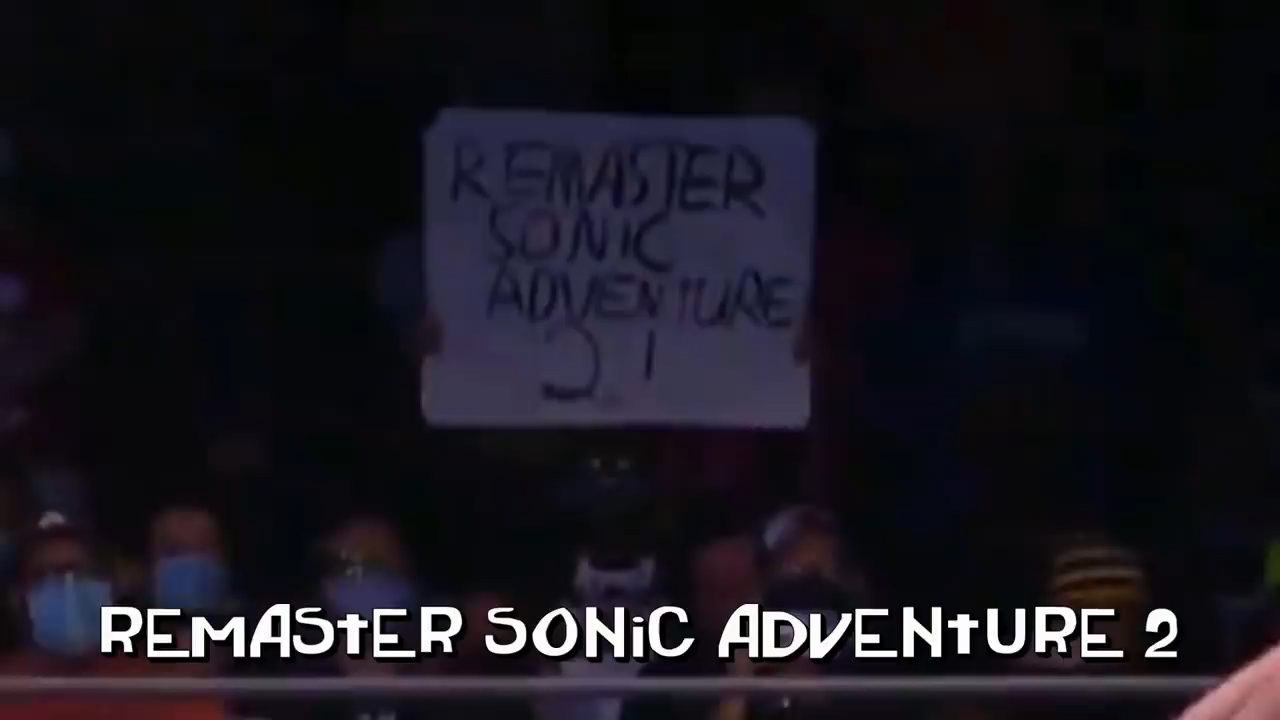 REMASTER
SONIC
ADVENTURE
2!
REMASTER SONIC ADVENTURE 2